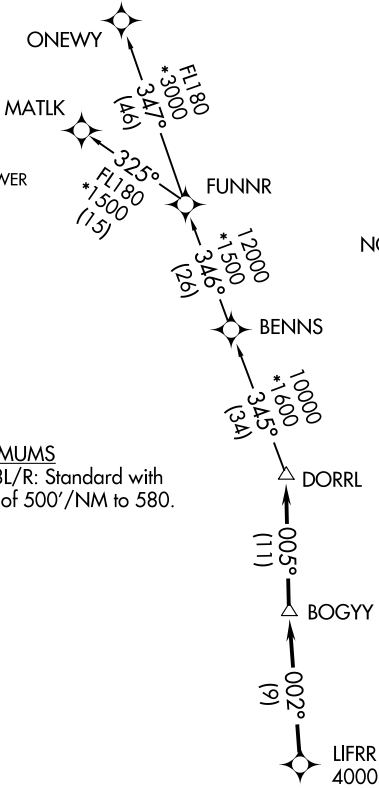 ONEWY
FL180
*3000
347°
(46)
MATLK
325°
FL180
*1500
(15)
WER
FUNNR
12000
*1500
346°
(26)
NO
BENNS
10000
*1600
345°
(34)
MUMS
BL/R: Standard with
of 500'/NM to 580.
DORRL
005°
(11)
BOGYY
002°
(9)
LIFRR
4000